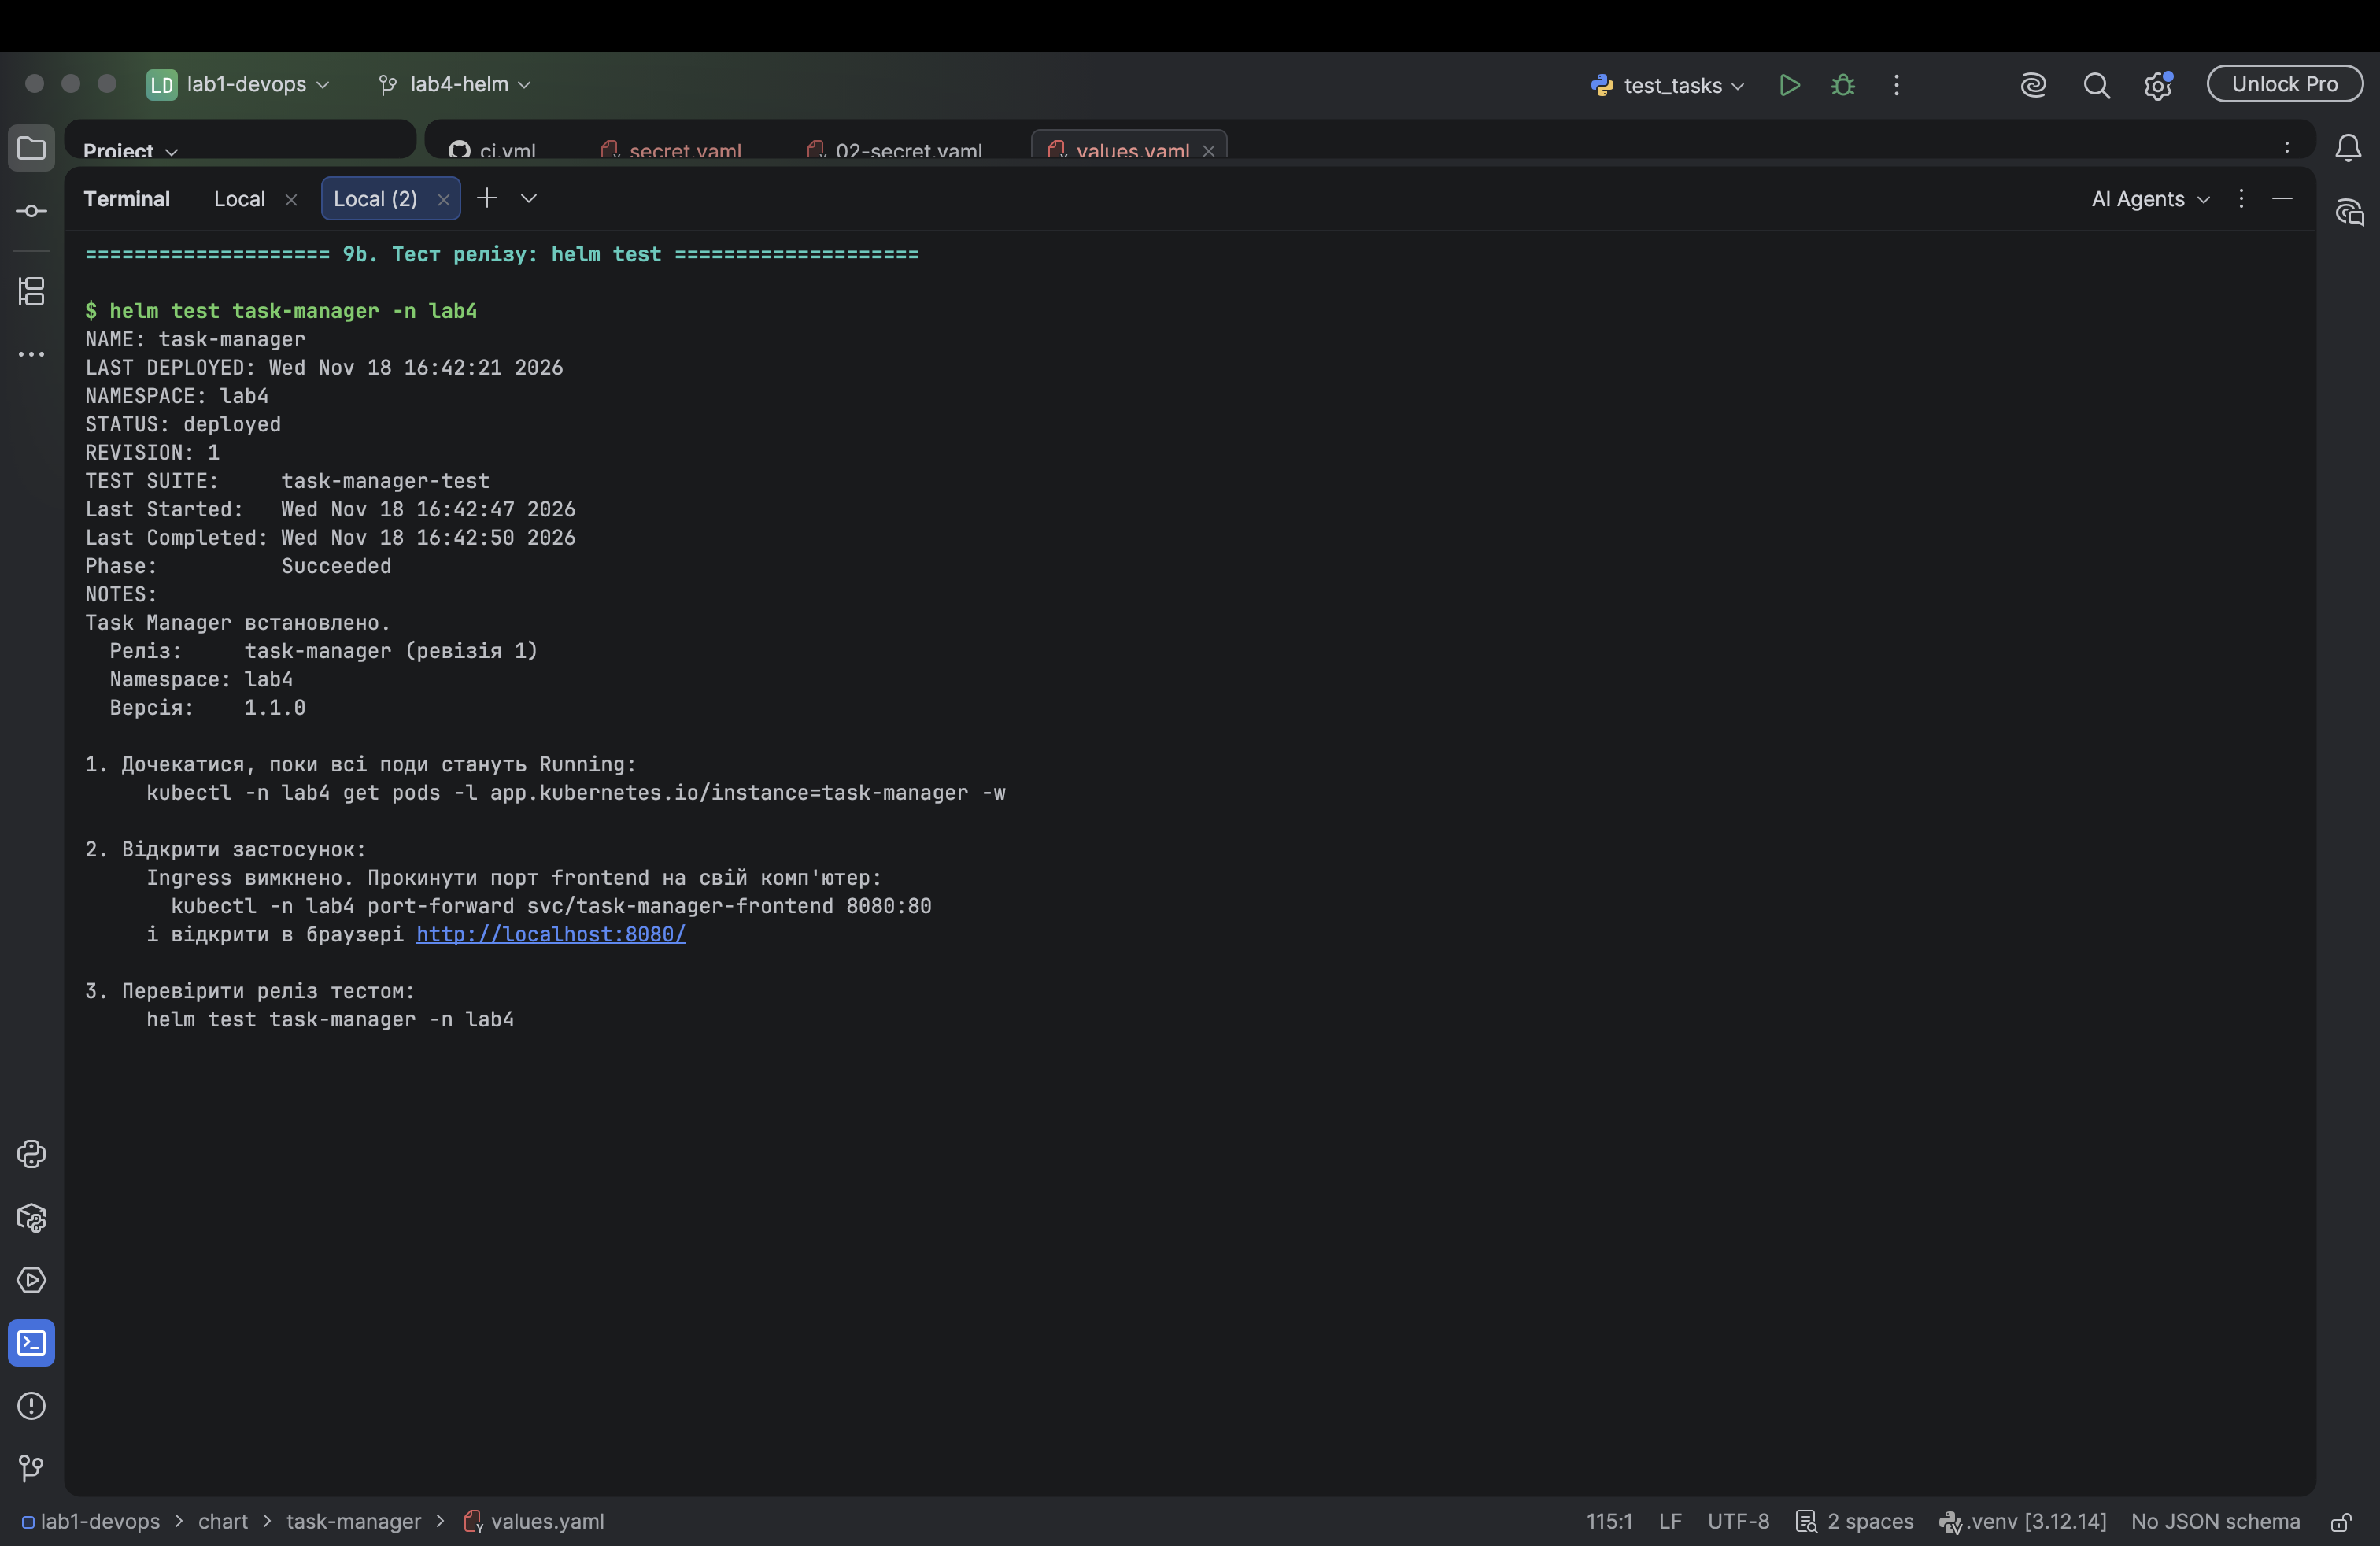 LD lab1-devops lab4-helm test_tasks Unlock Pro
Project ci.yml secret.yaml 02-secret.yaml values.yaml
Terminal Local Local (2) AI Agents
==================== 9b. Тест релізу: helm test ====================
$ helm test task-manager -n lab4
NAME: task-manager
LAST DEPLOYED: Wed Nov 18 16:42:21 2026
NAMESPACE: lab4
STATUS: deployed
REVISION: 1
TEST SUITE:     task-manager-test
Last Started:   Wed Nov 18 16:42:47 2026
Last Completed: Wed Nov 18 16:42:50 2026
Phase:          Succeeded
NOTES:
Task Manager встановлено.
  Реліз:     task-manager (ревізія 1)
  Namespace: lab4
  Версія:    1.1.0
1. Дочекатися, поки всі поди стануть Running:
     kubectl -n lab4 get pods -l app.kubernetes.io/instance=task-manager -w
2. Відкрити застосунок:
     Ingress вимкнено. Прокинути порт frontend на свій комп'ютер:
       kubectl -n lab4 port-forward svc/task-manager-frontend 8080:80
     і відкрити в браузері http://localhost:8080/
3. Перевірити реліз тестом:
     helm test task-manager -n lab4
lab1-devops > chart > task-manager > values.yaml 115:1 LF UTF-8 2 spaces .venv [3.12.14] No JSON schema